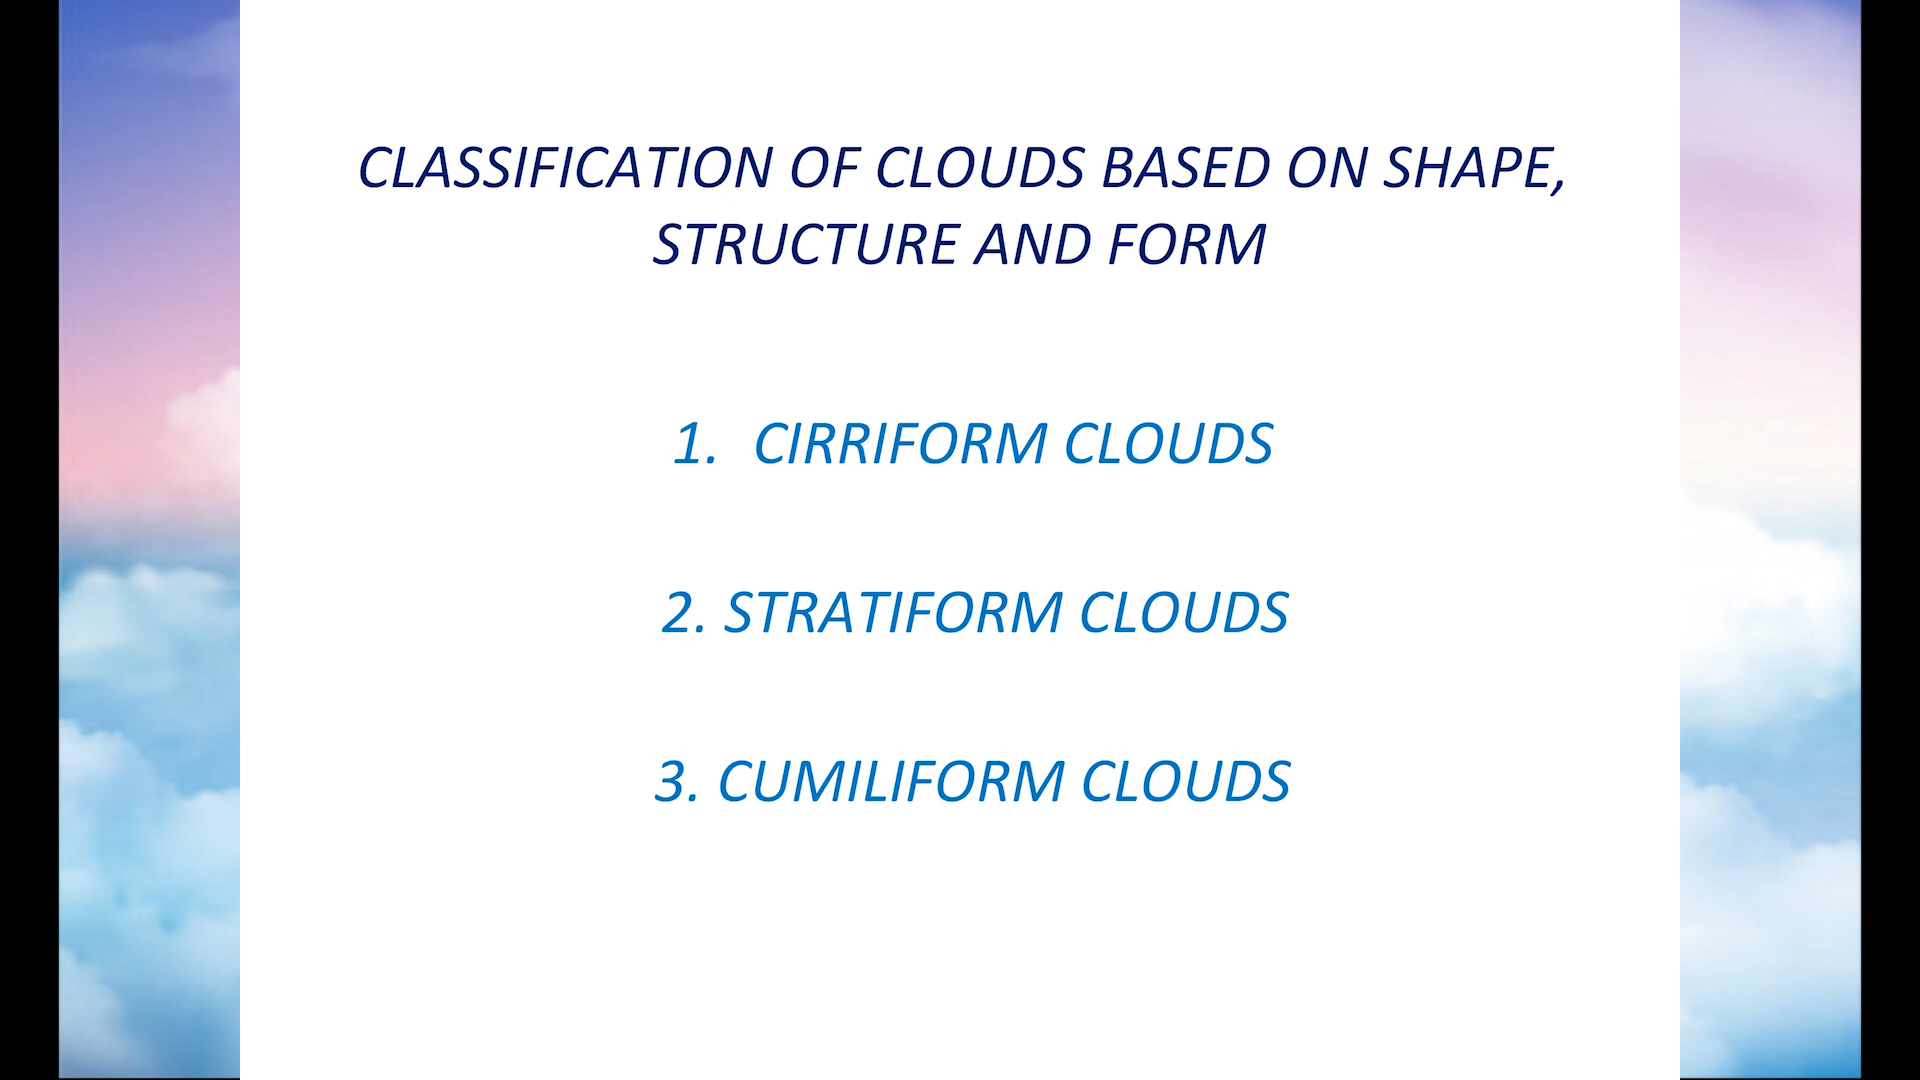 CLASSIFICATION OF CLOUDS BASED ON SHAPE,
STRUCTURE AND FORM
1. CIRRIFORM CLOUDS
2. STRATIFORM CLOUDS
3. CUMILIFORM CLOUDS